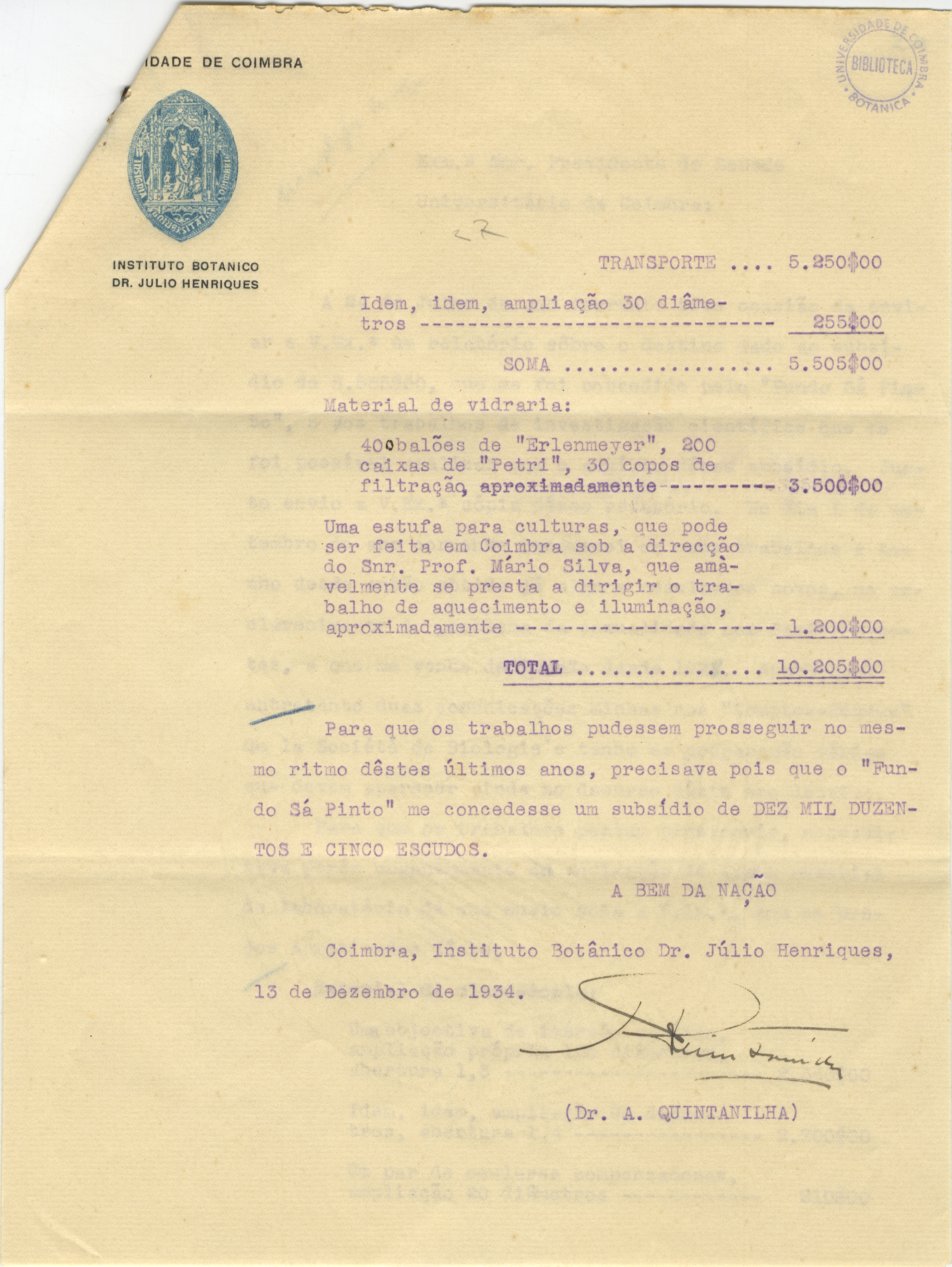 IDADE DE COIMBRA
UNIVERSIDADE DE COIMBRA
BIBLIOTECA
BOTANICA
INSTITUTO BOTANICO
DR. JULIO HENRIQUES
TRANSPORTE .... 5.250$00
Idem, idem, ampliação 30 diâme-
tros ------------------------------- 255$00
SOMA .................. 5.505$00
Material de vidraria:
400balões de "Erlenmeyer", 200
caixas de "Petri", 30 copos de
filtração, aproximadamente --------- 3.500$00
Uma estufa para culturas, que pode
ser feita em Coimbra sob a direcção
do Snr. Prof. Mário Silva, que amà-
velmente se presta a dirigir o tra-
balho de aquecimento e iluminação,
aproximadamente ---------------------- 1.200$00
TOTAL ................ 10.205$00
Para que os trabalhos pudessem prosseguir no mes-
mo ritmo dêstes últimos anos, precisava pois que o "Fun-
do Sá Pinto" me concedesse um subsídio de DEZ MIL DUZEN-
TOS E CINCO ESCUDOS.
A BEM DA NAÇÃO
Coimbra, Instituto Botânico Dr. Júlio Henriques,
13 de Dezembro de 1934.
(Dr. A. QUINTANILHA)